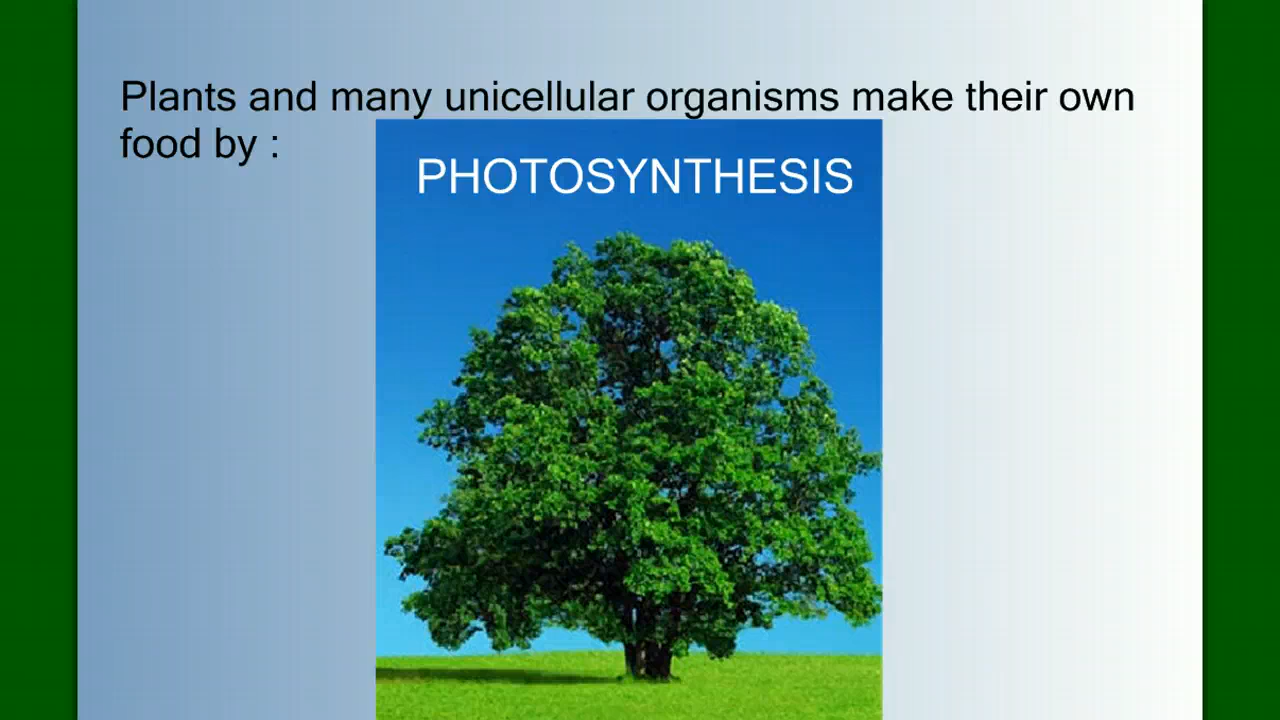 Plants and many unicellular organisms make their own
food by :
PHOTOSYNTHESIS